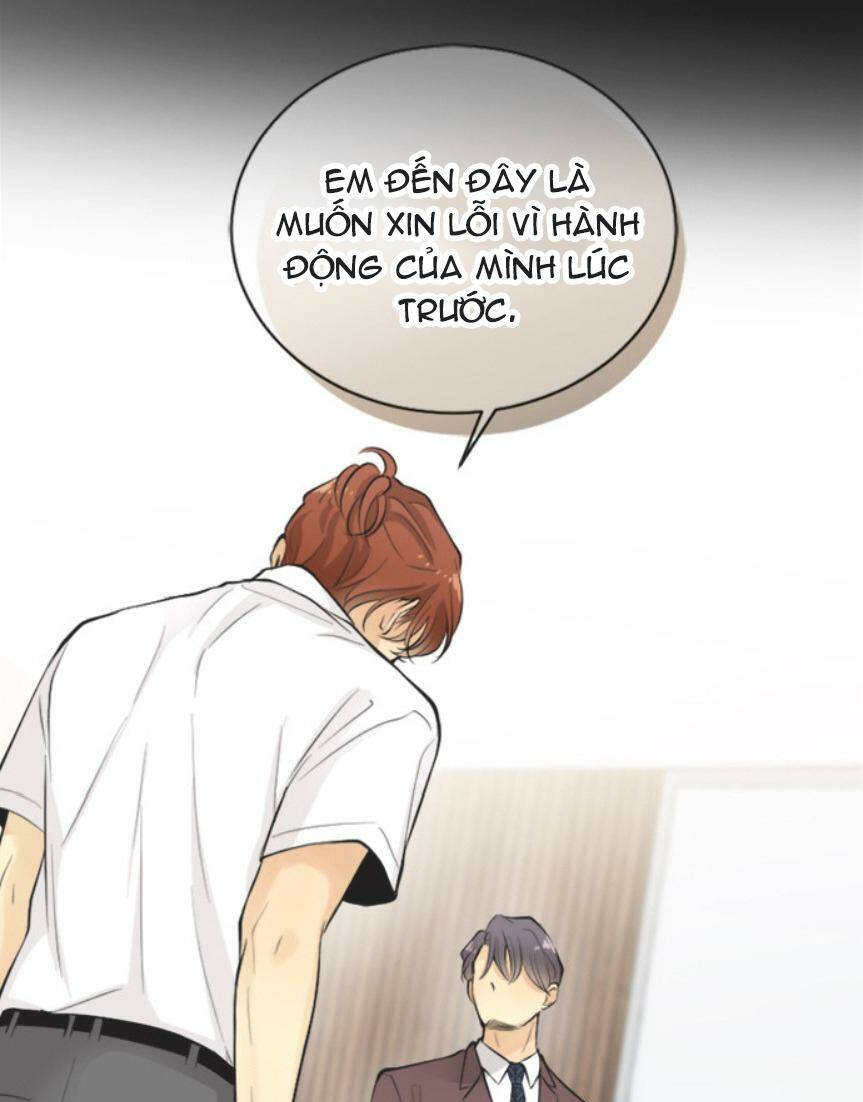 EM ĐẾN ĐÂY LÀ
MUỐN XIN LỖI VÌ HÀNH
ĐỘNG CỦA MÌNH LÚC
TRƯỚC.